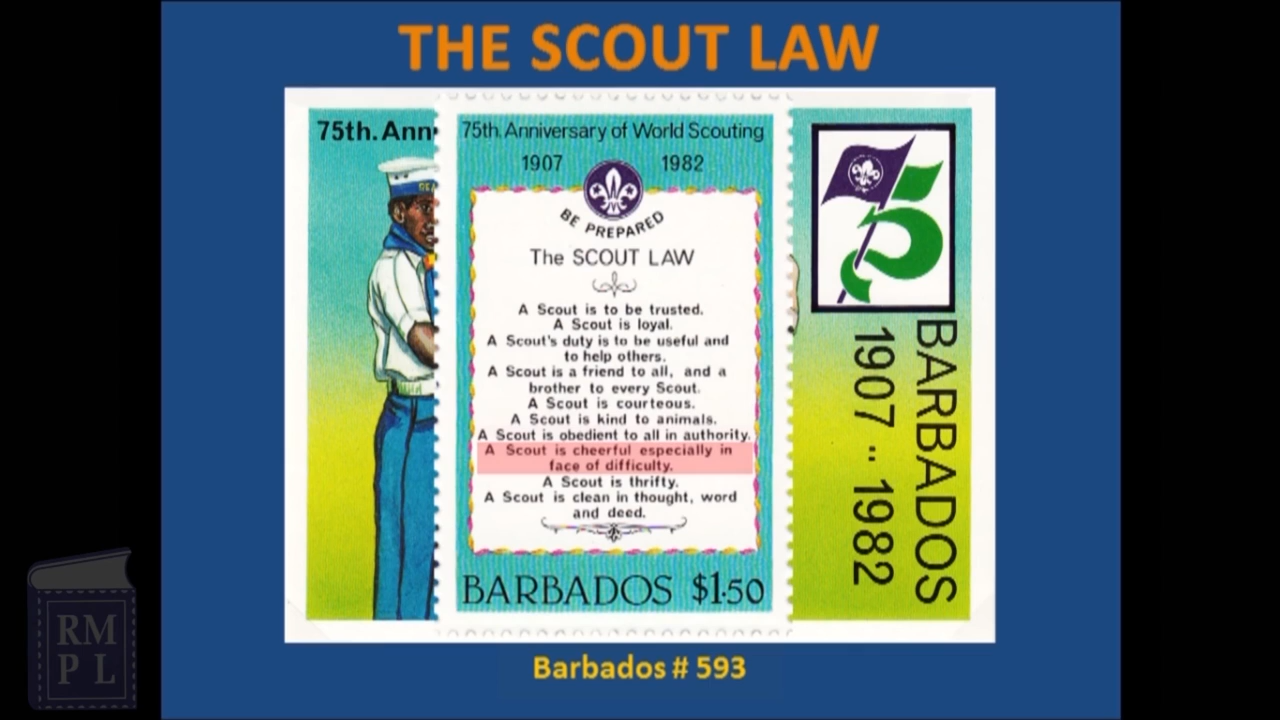 THE SCOUT LAW
75th. Ann
75th. Anniversary of World Scouting
1907 1982
BE PREPARED
The SCOUT LAW
A Scout is to be trusted.
A Scout is loyal.
A Scout's duty is to be useful and
to help others.
A Scout is a friend to all, and a
brother to every Scout.
A Scout is courteous.
A Scout is kind to animals.
A Scout is obedient to all in authority.
A Scout is cheerful especially in
face of difficulty.
A Scout is thrifty.
A Scout is clean in thought, word
and deed.
BARBADOS $1.50
BARBADOS
1907 .. 1982
Barbados # 593
RM
PL